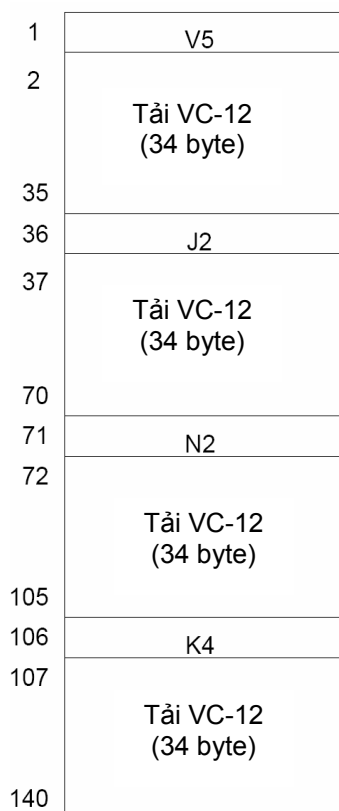 1
V5
2
Tải VC-12
(34 byte)
35
36
J2
37
Tải VC-12
(34 byte)
70
71
N2
72
Tải VC-12
(34 byte)
105
106
K4
107
Tải VC-12
(34 byte)
140